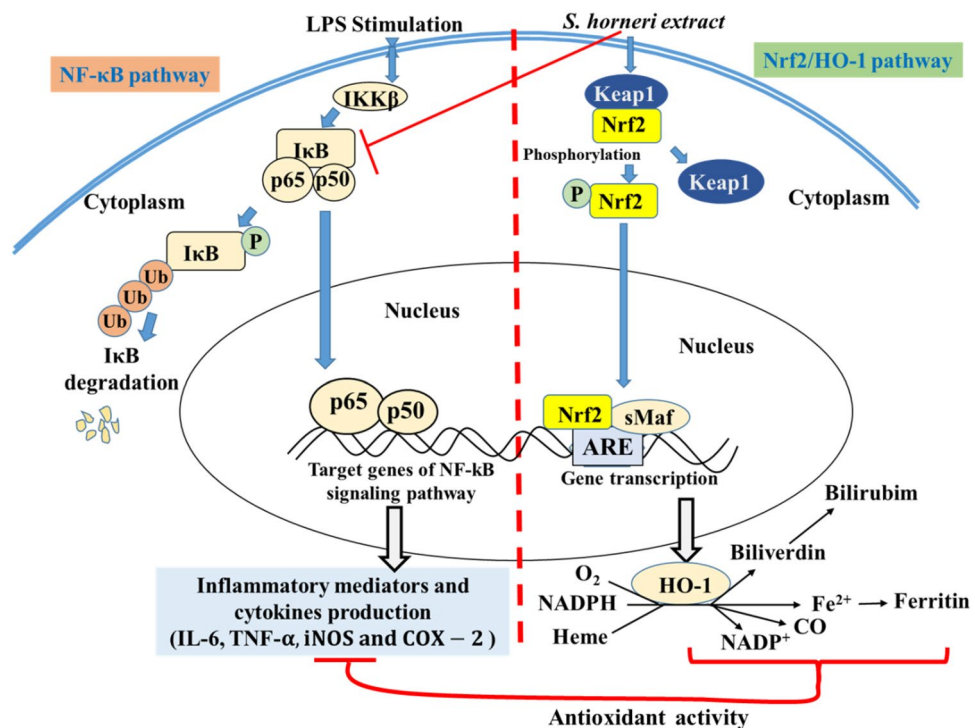 LPS Stimulation
S. horneri extract
NF-κB pathway
Nrf2/HO-1 pathway
IKKβ
Keap1
Nrf2
IκB
p65
p50
Phosphorylation
Keap1
P
Nrf2
Cytoplasm
Cytoplasm
IκB
P
Ub
Ub
Ub
IκB
degradation
Nucleus
Nucleus
p65
p50
Nrf2
sMaf
ARE
Target genes of NF-kB
signaling pathway
Gene transcription
Inflammatory mediators and
cytokines production
(IL-6, TNF-α, iNOS and COX − 2 )
Bilirubim
Biliverdin
O2
HO-1
NADPH
Heme
Fe2+
Ferritin
CO
NADP+
Antioxidant activity